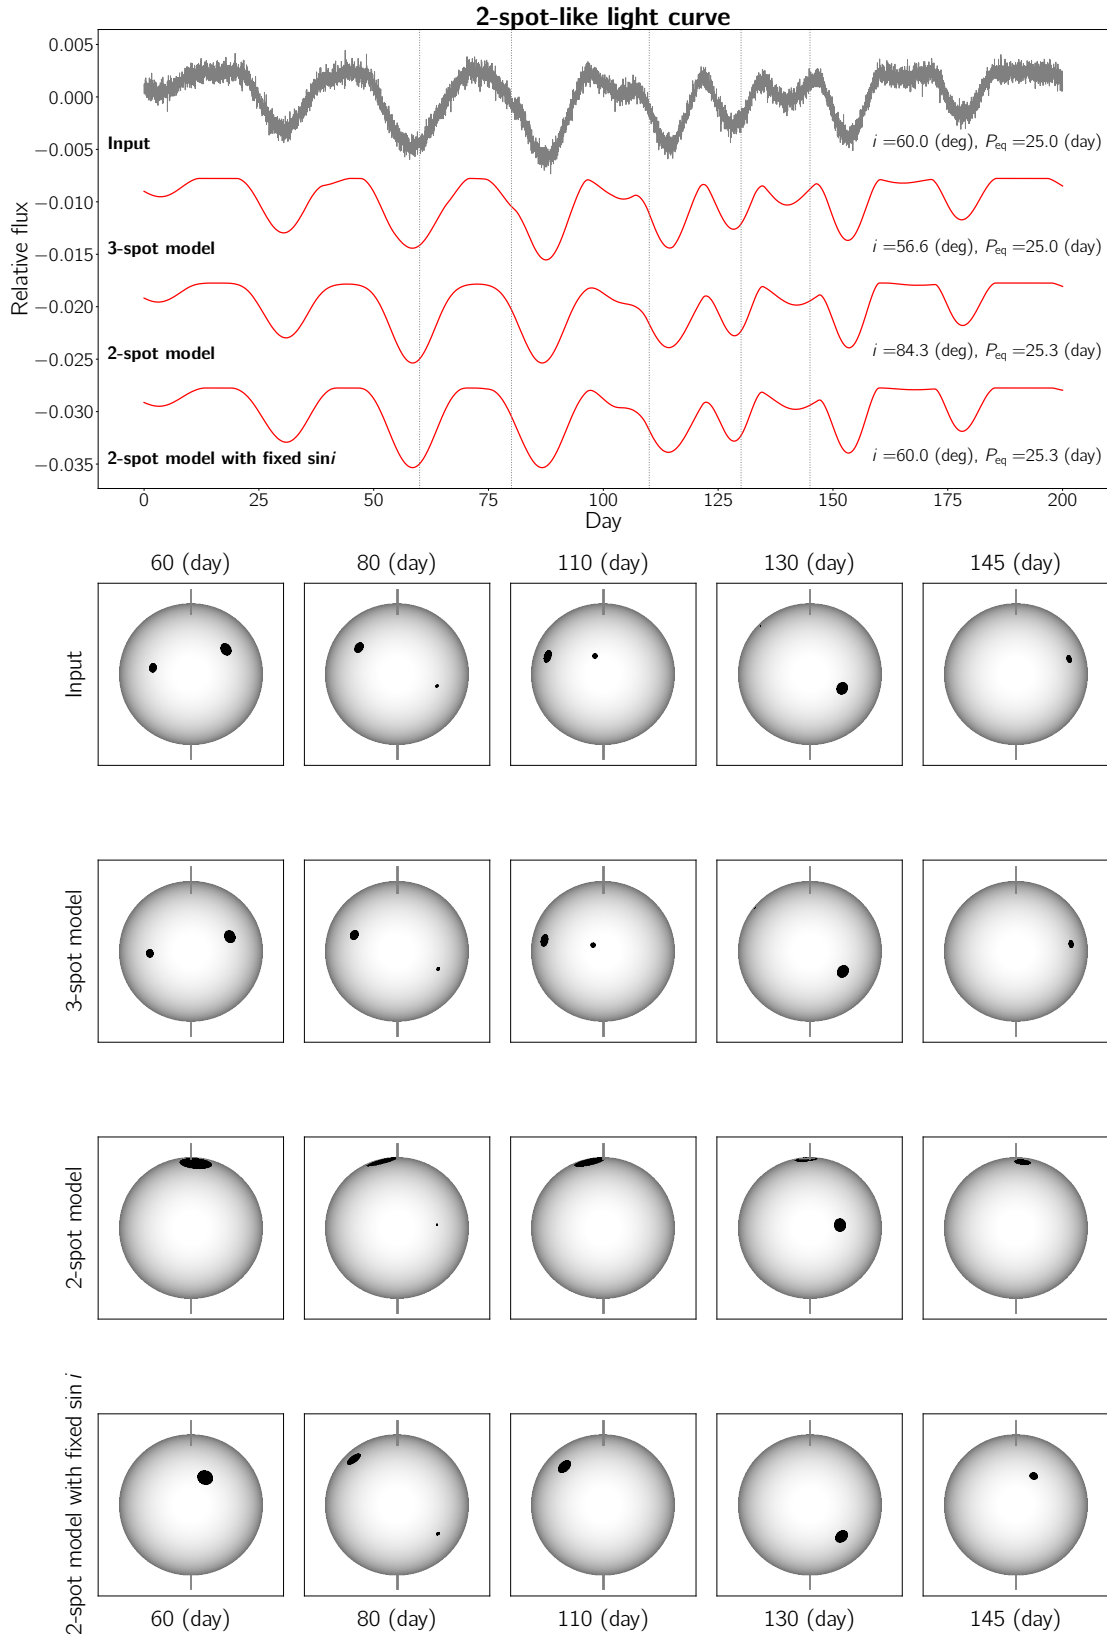 2-spot-like light curve
0.005
0.000
−0.005
−0.010
−0.015
−0.020
−0.025
−0.030
−0.035
Relative flux
Input
i =60.0 (deg), Peq =25.0 (day)
3-spot model
i =56.6 (deg), Peq =25.0 (day)
2-spot model
i =84.3 (deg), Peq =25.3 (day)
2-spot model with fixed sini
i =60.0 (deg), Peq =25.3 (day)
0 25 50 75 100 125 150 175 200
Day
60 (day) 80 (day) 110 (day) 130 (day) 145 (day)
Input
3-spot model
2-spot model
2-spot model with fixed sin i
60 (day) 80 (day) 110 (day) 130 (day) 145 (day)